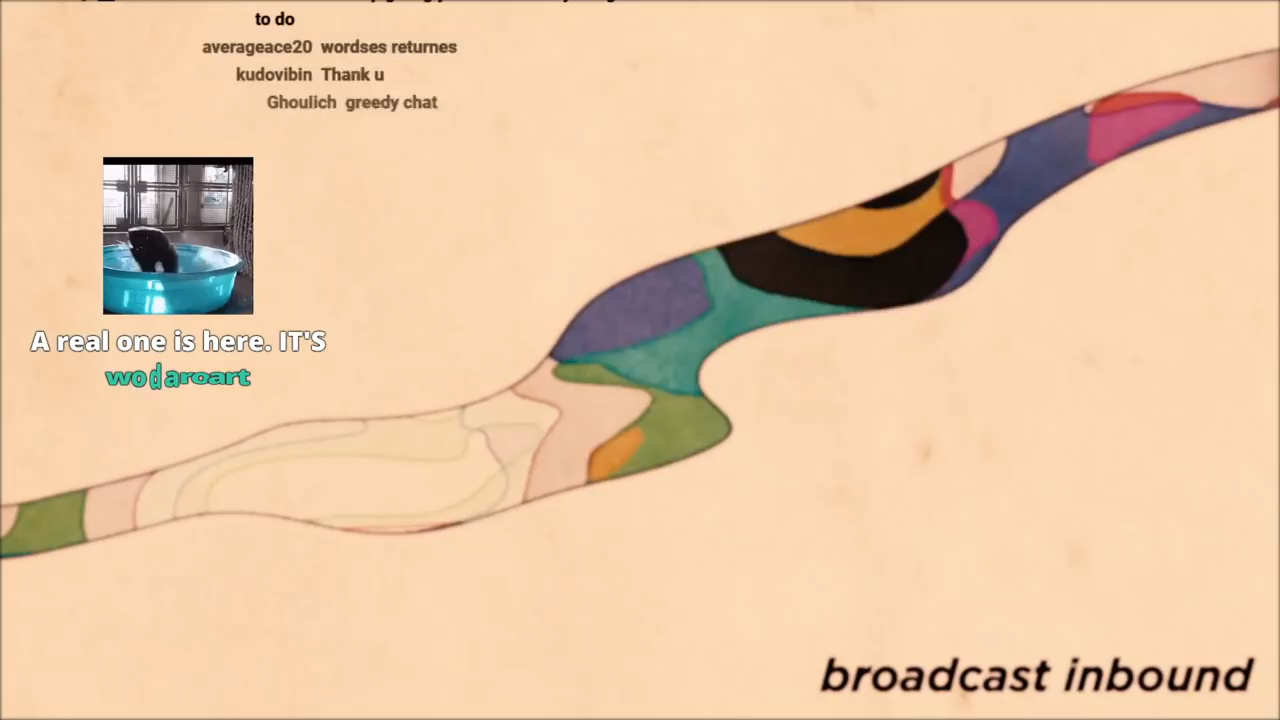 to do
averageace20 wordses returnes
kudovibin Thank u
Ghoulich greedy chat
A real one is here. IT'S
wodaroart
broadcast inbound